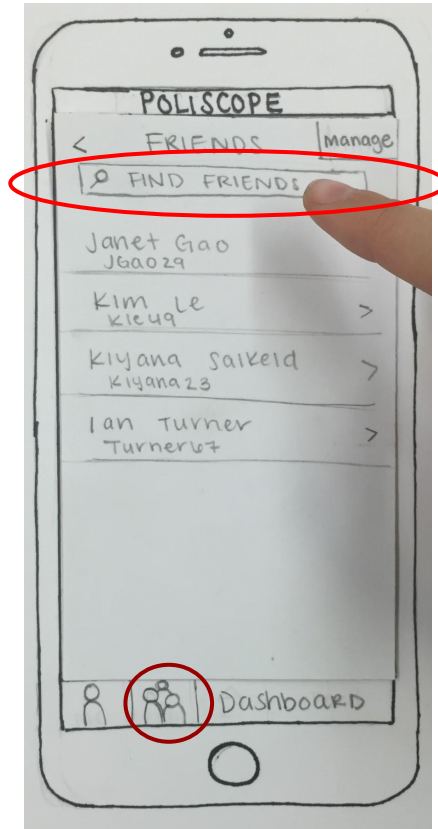 POLISCOPE
< FRIENDS manage
FIND FRIENDS
Janet Gao
JGao29
Kim Le >
Kle49 
Kiyana Salkeld >
Kiyana23
Ian Turner >
Turner67
Dashboard